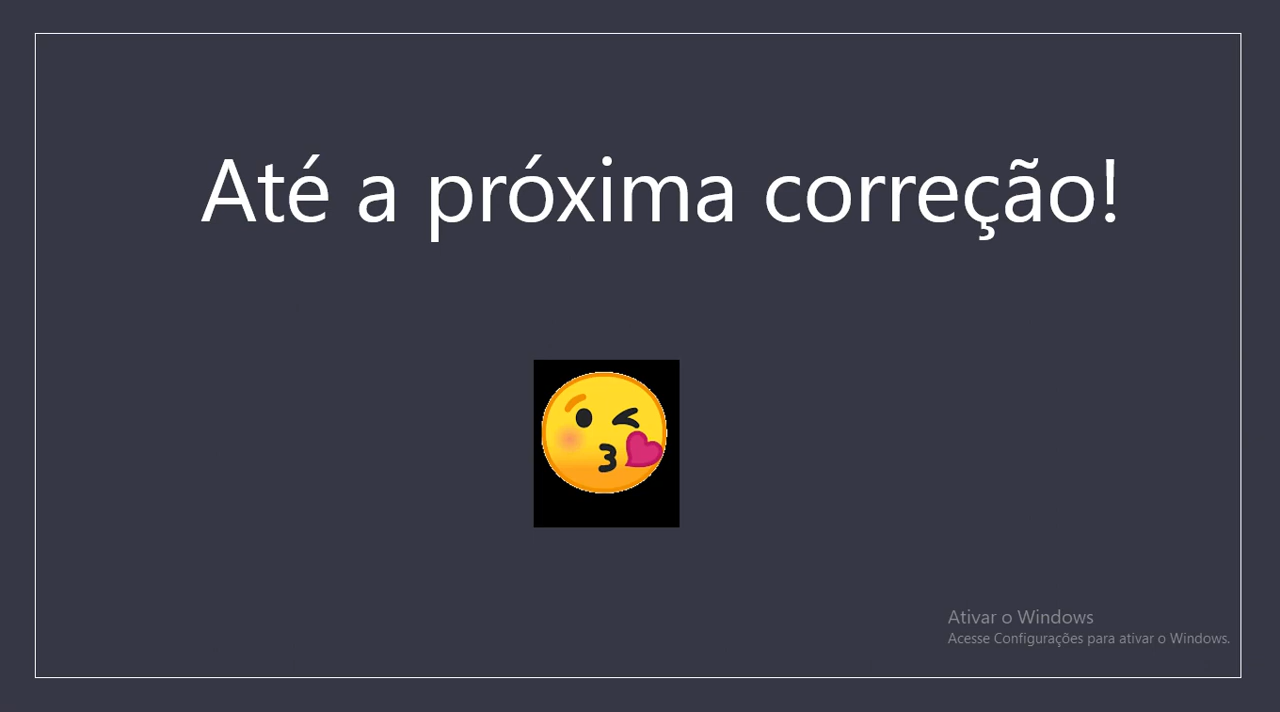 Até a próxima correção!
Ativar o Windows
Acesse Configurações para ativar o Windows.